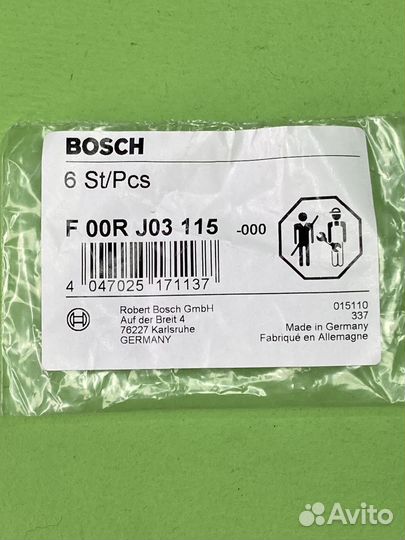 BOSCH
6 St/Pcs
F 00R J03 115 -000
4 047025 171137
Robert Bosch GmbH
Auf der Breit 4
76227 Karlsruhe
GERMANY
015110
337
Made in Germany
Fabriqué en Allemagne
Avito